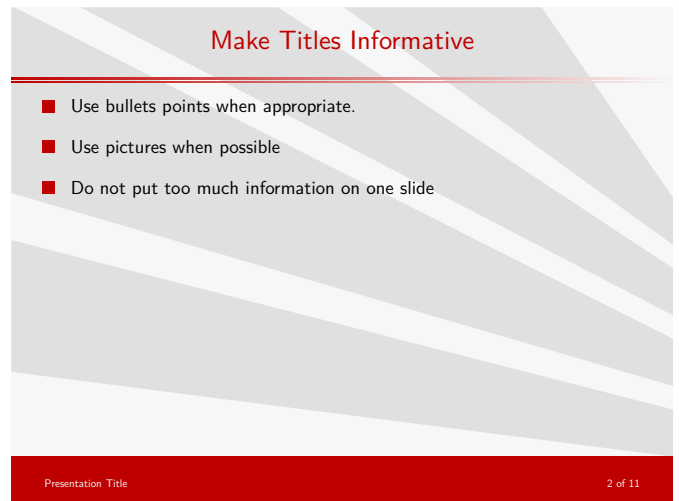 Make Titles Informative
Use bullets points when appropriate.
Use pictures when possible
Do not put too much information on one slide
Presentation Title
2 of 11